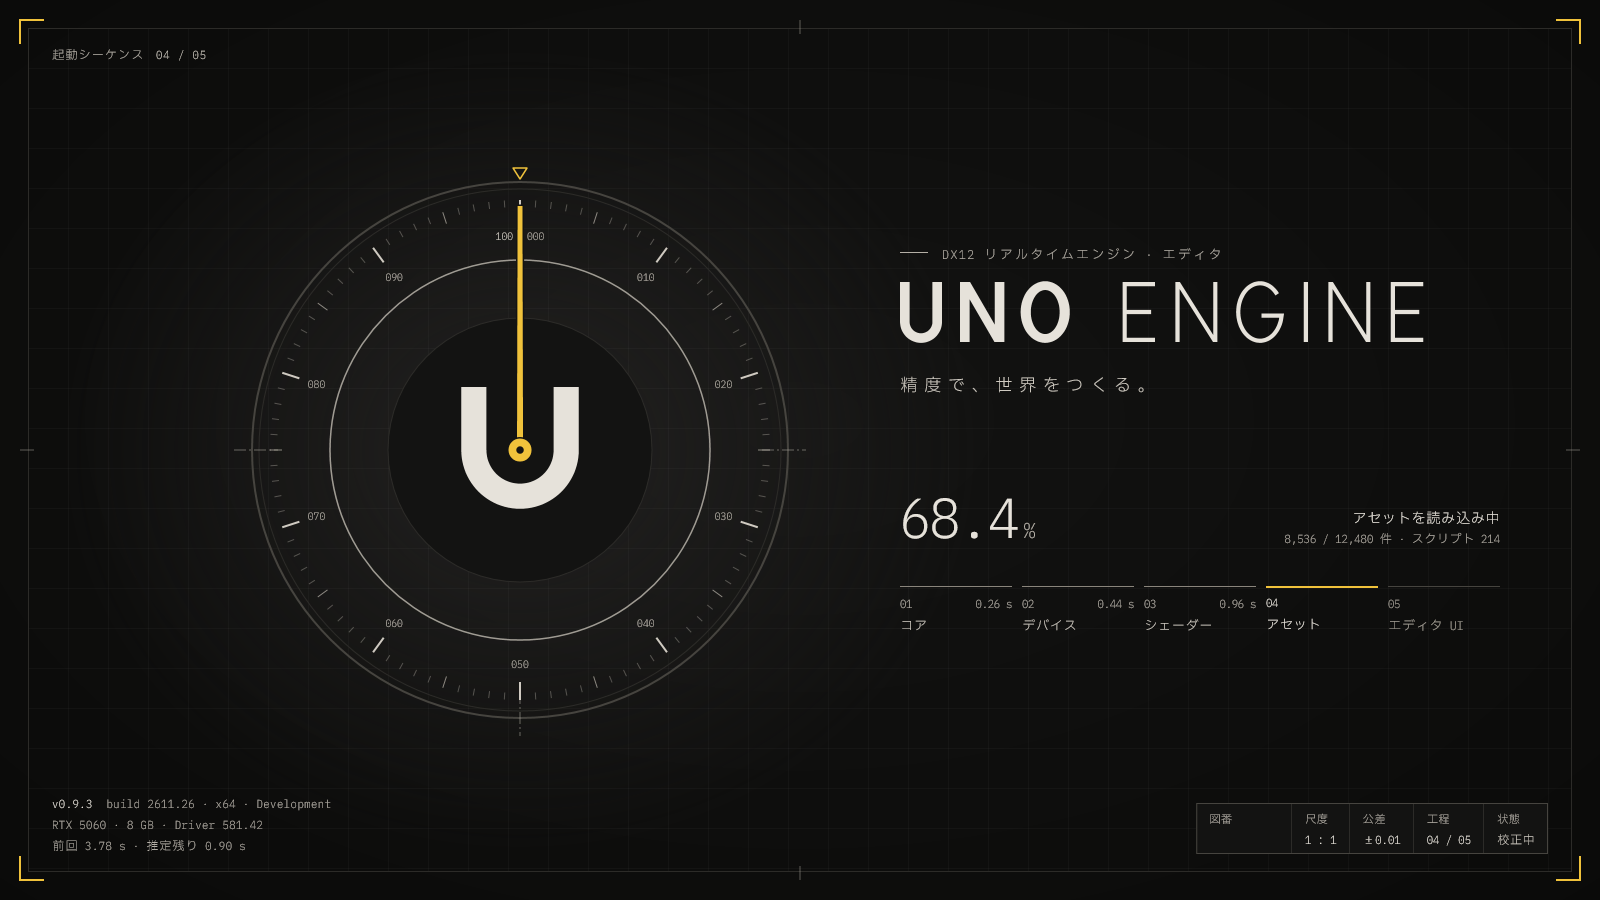 起動シーケンス 04 / 05
100 000
090 010
080 020
070 030
060 040
050
U
DX12 リアルタイムエンジン · エディタ
UNO ENGINE
精度で、世界をつくる。
68.4%
アセットを読み込み中
8,536 / 12,480 件 · スクリプト 214
01 0.26 s 02 0.44 s 03 0.96 s 04 05
コア デバイス シェーダー アセット エディタ UI
v0.9.3 build 2611.26 · x64 · Development
RTX 5060 · 8 GB · Driver 581.42
前回 3.78 s · 推定残り 0.90 s
図番 尺度 公差 工程 状態
1 : 1 ±0.01 04 / 05 校正中